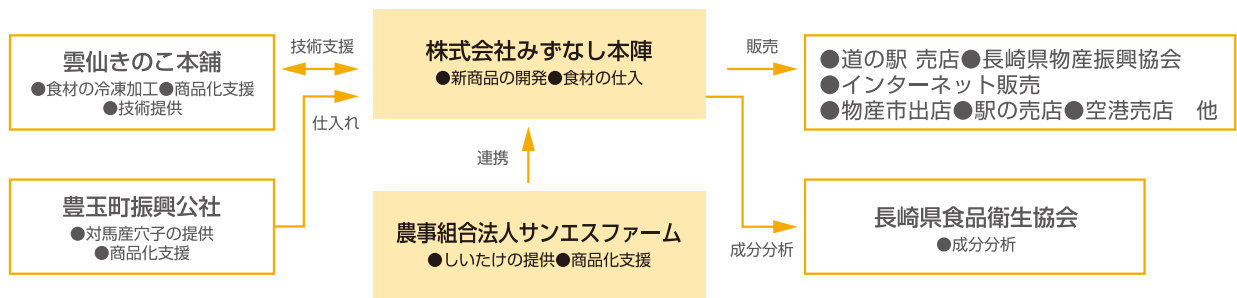 雲仙きのこ本舗
●食材の冷凍加工●商品化支援
●技術提供
技術支援
株式会社みずなし本陣
●新商品の開発●食材の仕入
販売
●道の駅 売店●長崎県物産振興協会
●インターネット販売
●物産市出店●駅の売店●空港売店　他
仕入れ
連携
豊玉町振興公社
●対馬産穴子の提供
●商品化支援
農事組合法人サンエスファーム
●しいたけの提供●商品化支援
成分分析
長崎県食品衛生協会
●成分分析